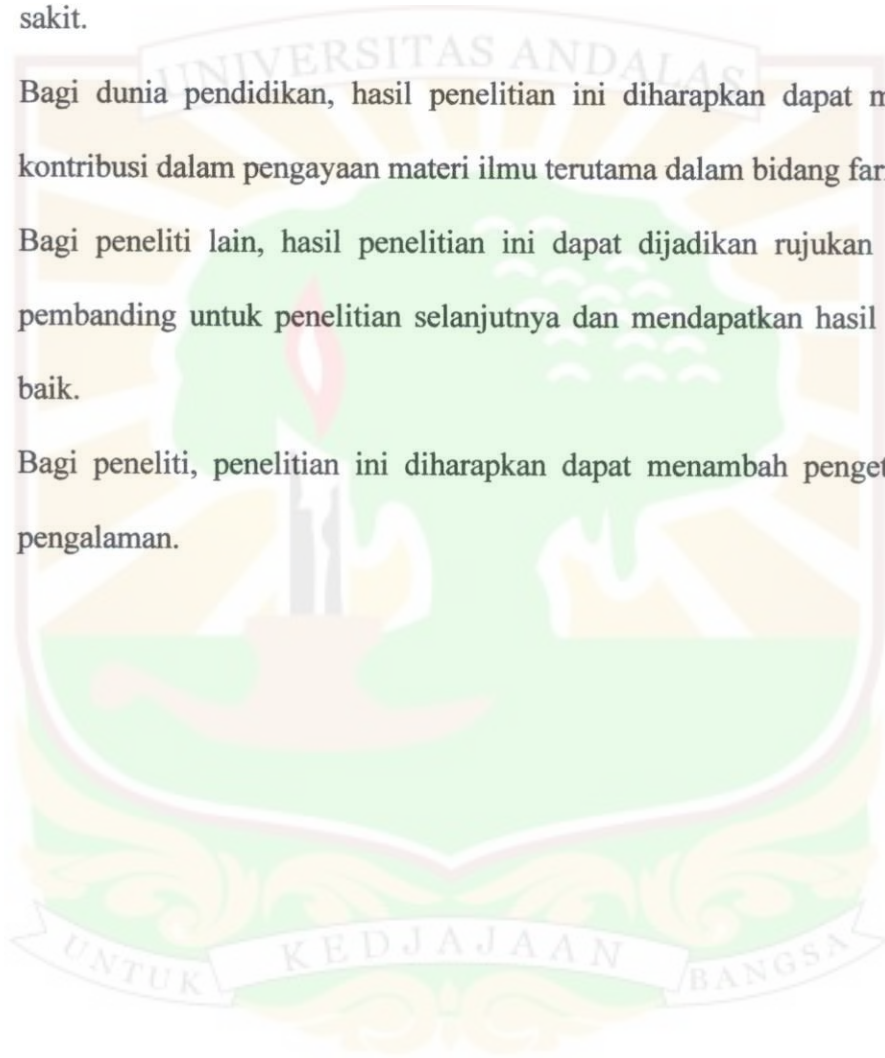 sakit.
UNIVERSITAS ANDALAS
Bagi dunia pendidikan, hasil penelitian ini diharapkan dapat m
kontribusi dalam pengayaan materi ilmu terutama dalam bidang far
Bagi peneliti lain, hasil penelitian ini dapat dijadikan rujukan
pembanding untuk penelitian selanjutnya dan mendapatkan hasil
baik.
Bagi peneliti, penelitian ini diharapkan dapat menambah penget
pengalaman.
UNTUK KEDJAJAAN BANGSA